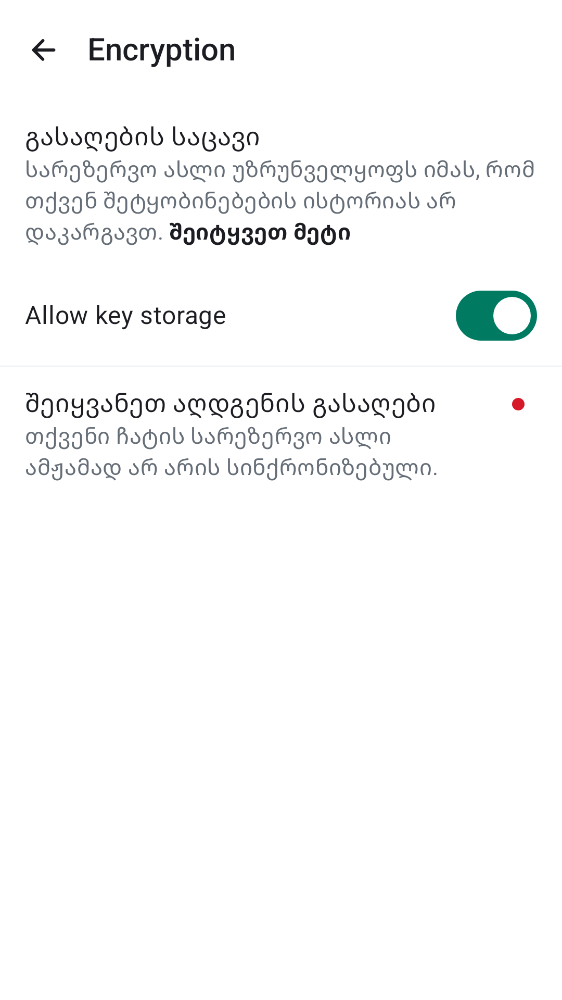 Encryption
გასაღების საცავი
სარეზერვო ასლი უზრუნველყოფს იმას, რომ
თქვენ შეტყობინებების ისტორიას არ
დაკარგავთ. შეიტყვეთ მეტი
Allow key storage
შეიყვანეთ აღდგენის გასაღები
თქვენი ჩატის სარეზერვო ასლი
ამჟამად არ არის სინქრონიზებული.